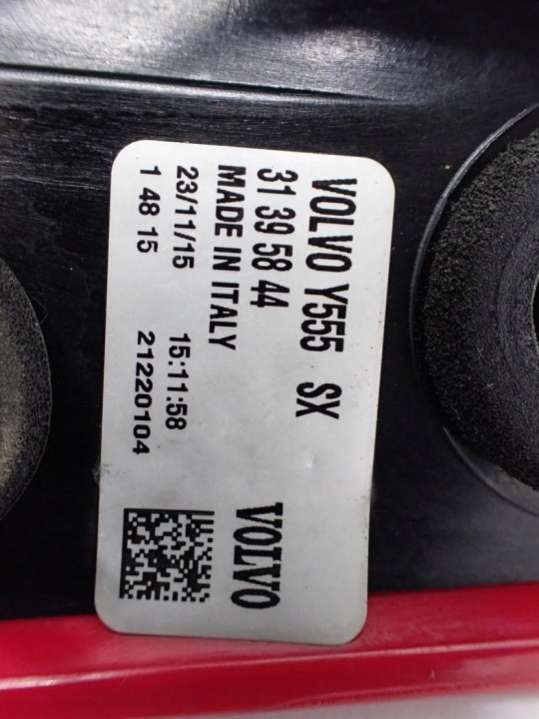 VOLVO Y555 SX
31 39 58 44
MADE IN ITALY
23/11/15 15:11:58
1 48 15 21220104
VOLVO